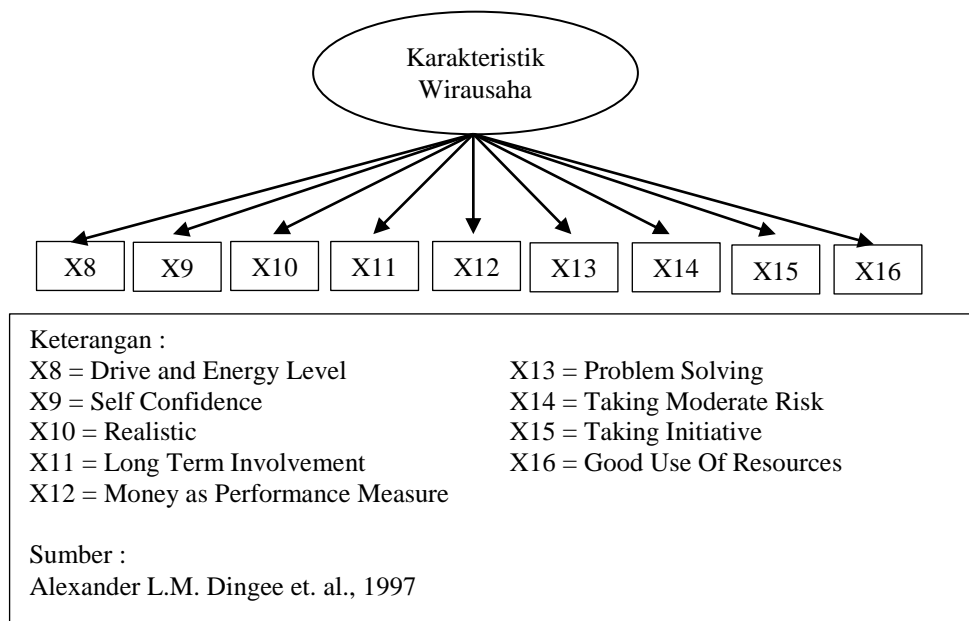 Karakteristik
Wirausaha
X8 X9 X10 X11 X12 X13 X14 X15 X16
Keterangan :
X8 = Drive and Energy Level
X9 = Self Confidence
X10 = Realistic
X11 = Long Term Involvement
X12 = Money as Performance Measure
X13 = Problem Solving
X14 = Taking Moderate Risk
X15 = Taking Initiative
X16 = Good Use Of Resources
Sumber :
Alexander L.M. Dingee et. al., 1997